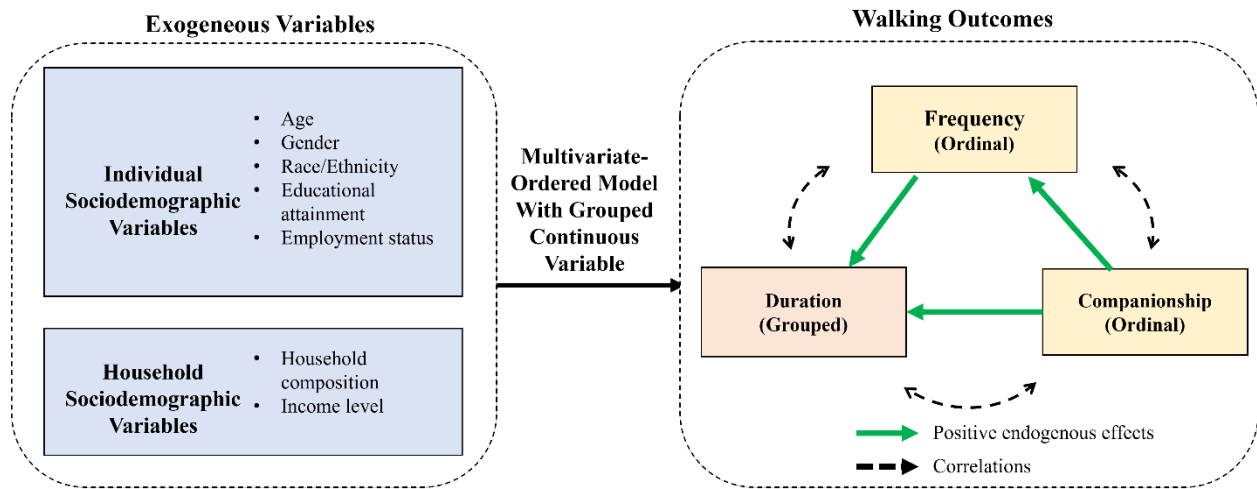 Exogeneous Variables
Individual
Sociodemographic
Variables
• Age
• Gender
• Race/Ethnicity
• Educational
attainment
• Employment status
Household
Sociodemographic
Variables
• Household
composition
• Income level
Multivariate-
Ordered Model
With Grouped
Continuous
Variable
Walking Outcomes
Frequency
(Ordinal)
Duration
(Grouped)
Companionship
(Ordinal)
Positive endogenous effects
Correlations